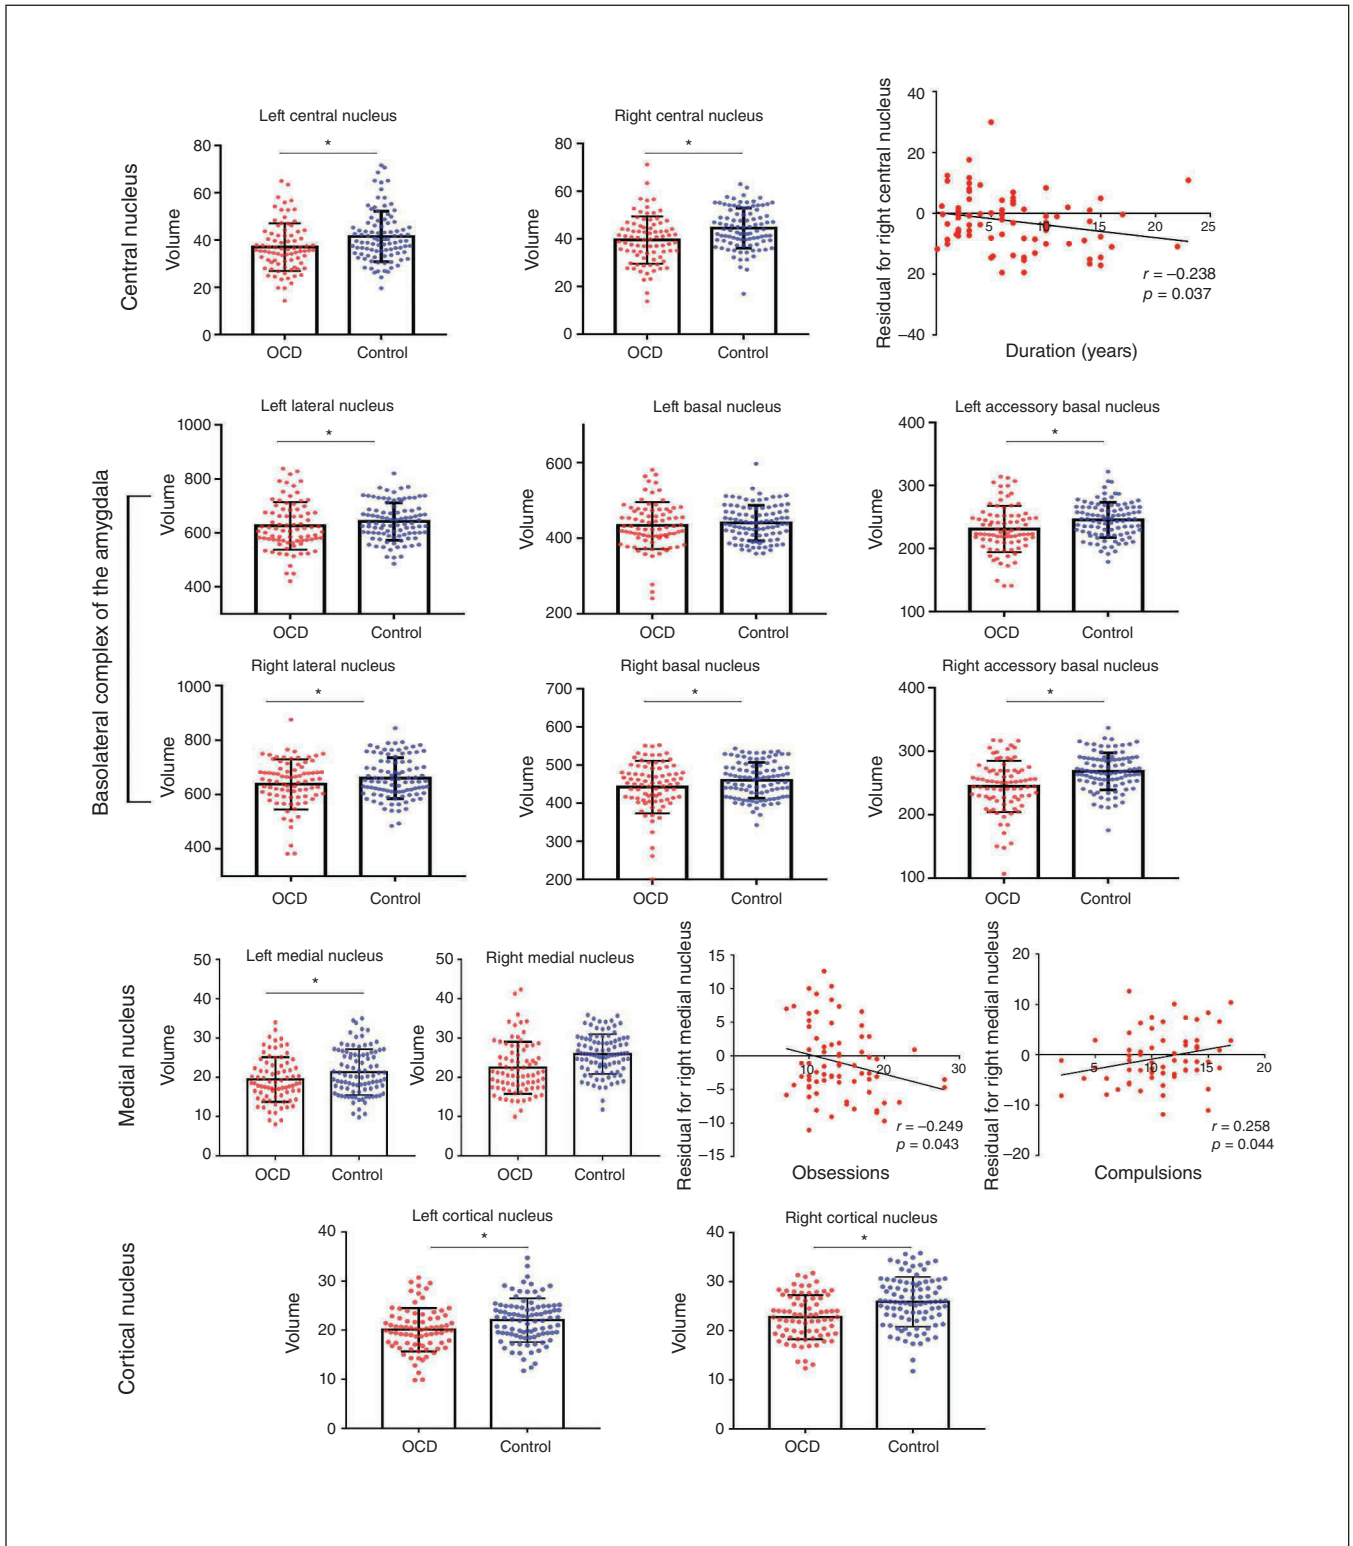 Central nucleus
Left central nucleus
*
Volume
80
60
40
20
0
OCD
Control
Right central nucleus
*
Volume
80
60
40
20
0
OCD
Control
Residual for right central nucleus
40
20
0
20
−40
5
10
15
20
25
r = −0.238
p = 0.037
Duration (years)
Basolateral complex of the amygdala
Left lateral nucleus
*
Volume
1000
800
600
400
OCD
Control
Left basal nucleus
Volume
600
400
200
OCD
Control
Left accessory basal nucleus
*
Volume
400
300
200
100
OCD
Control
Right lateral nucleus
*
Volume
1000
800
600
400
OCD
Control
Right basal nucleus
*
Volume
700
600
500
400
300
200
OCD
Control
Right accessory basal nucleus
*
Volume
400
300
200
100
OCD
Control
Medial nucleus
Left medial nucleus
*
Volume
50
40
30
20
10
0
OCD
Control
Right medial nucleus
Volume
50
40
30
20
10
0
OCD
Control
Residual for right medial nucleus
15
10
5
0
−5
−10
−15
10
20
30
r = −0.249
p = 0.043
Obsessions
Residual for right medial nucleus
20
10
0
−10
−20
5
10
15
20
r 0.258
p = 0.044
Compulsions
Cortical nucleus
Left cortical nucleus
*
Volume
40
30
20
10
0
OCD
Control
Right cortical nucleus
*
Volume
40
30
20
10
0
OCD
Control